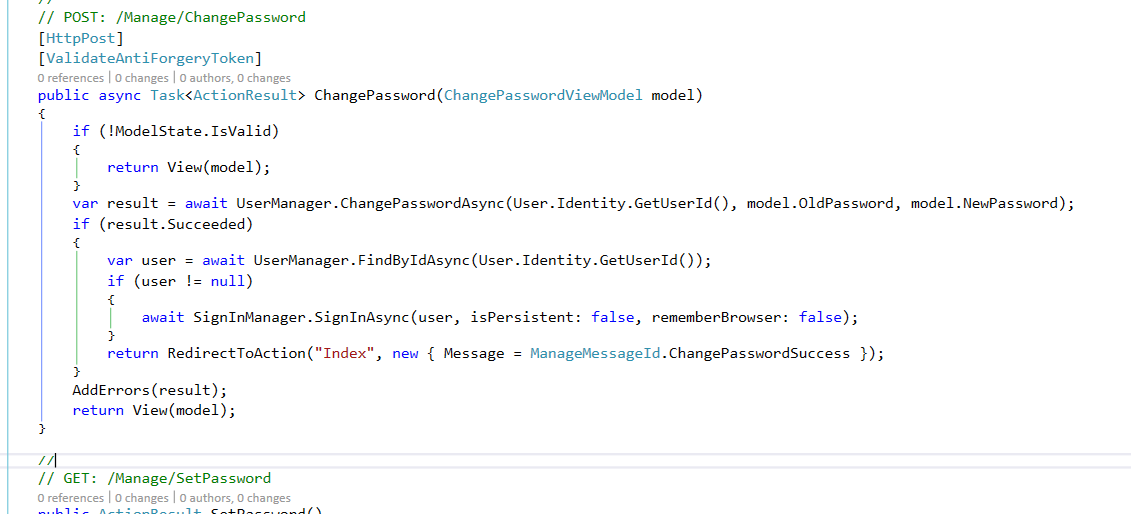 //
// POST: /Manage/ChangePassword
[HttpPost]
[ValidateAntiForgeryToken]
0 references | 0 changes | 0 authors, 0 changes
public async Task<ActionResult> ChangePassword(ChangePasswordViewModel model)
{
    if (!ModelState.IsValid)
    {
        return View(model);
    }
    var result = await UserManager.ChangePasswordAsync(User.Identity.GetUserId(), model.OldPassword, model.NewPassword);
    if (result.Succeeded)
    {
        var user = await UserManager.FindByIdAsync(User.Identity.GetUserId());
        if (user != null)
        {
            await SignInManager.SignInAsync(user, isPersistent: false, rememberBrowser: false);
        }
        return RedirectToAction("Index", new { Message = ManageMessageId.ChangePasswordSuccess });
    }
    AddErrors(result);
    return View(model);
}
//
// GET: /Manage/SetPassword
0 references | 0 changes | 0 authors, 0 changes
public ActionResult SetPassword()